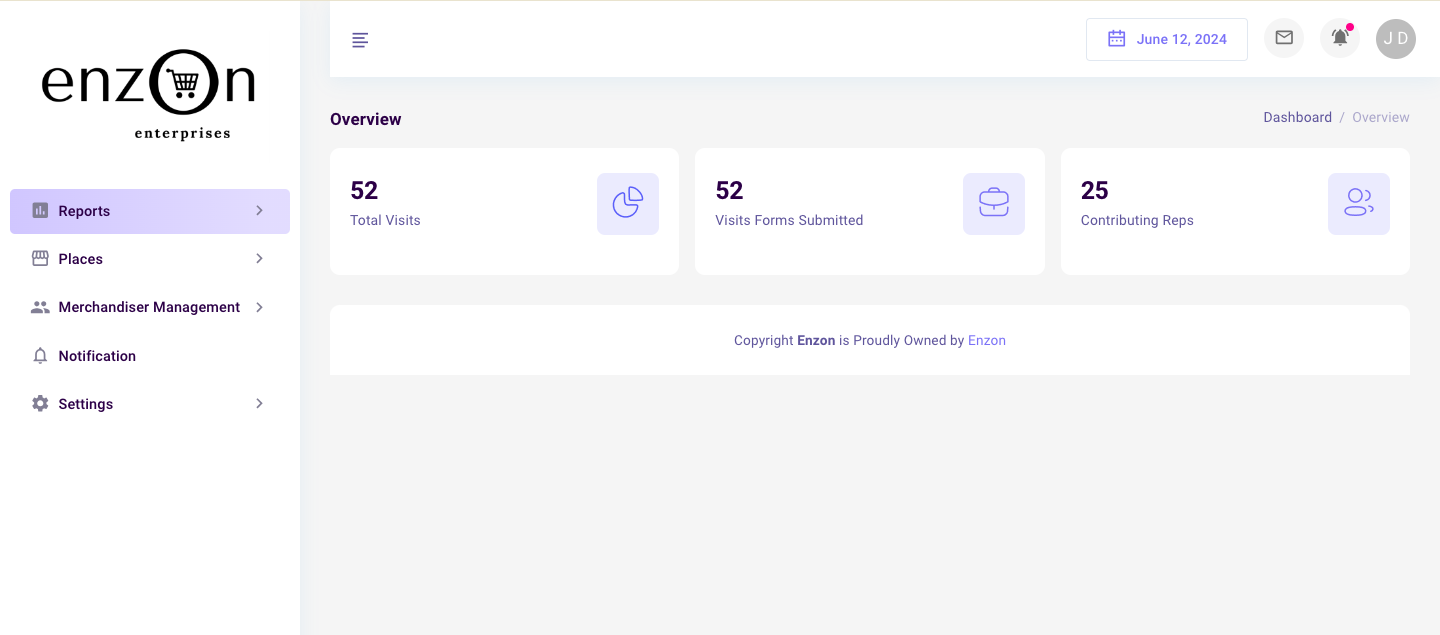 enzon
enterprises
Reports
Places
Merchandiser Management
Notification
Settings
June 12, 2024
J D
Overview
Dashboard / Overview
52
Total Visits
52
Visits Forms Submitted
25
Contributing Reps
Copyright Enzon is Proudly Owned by Enzon